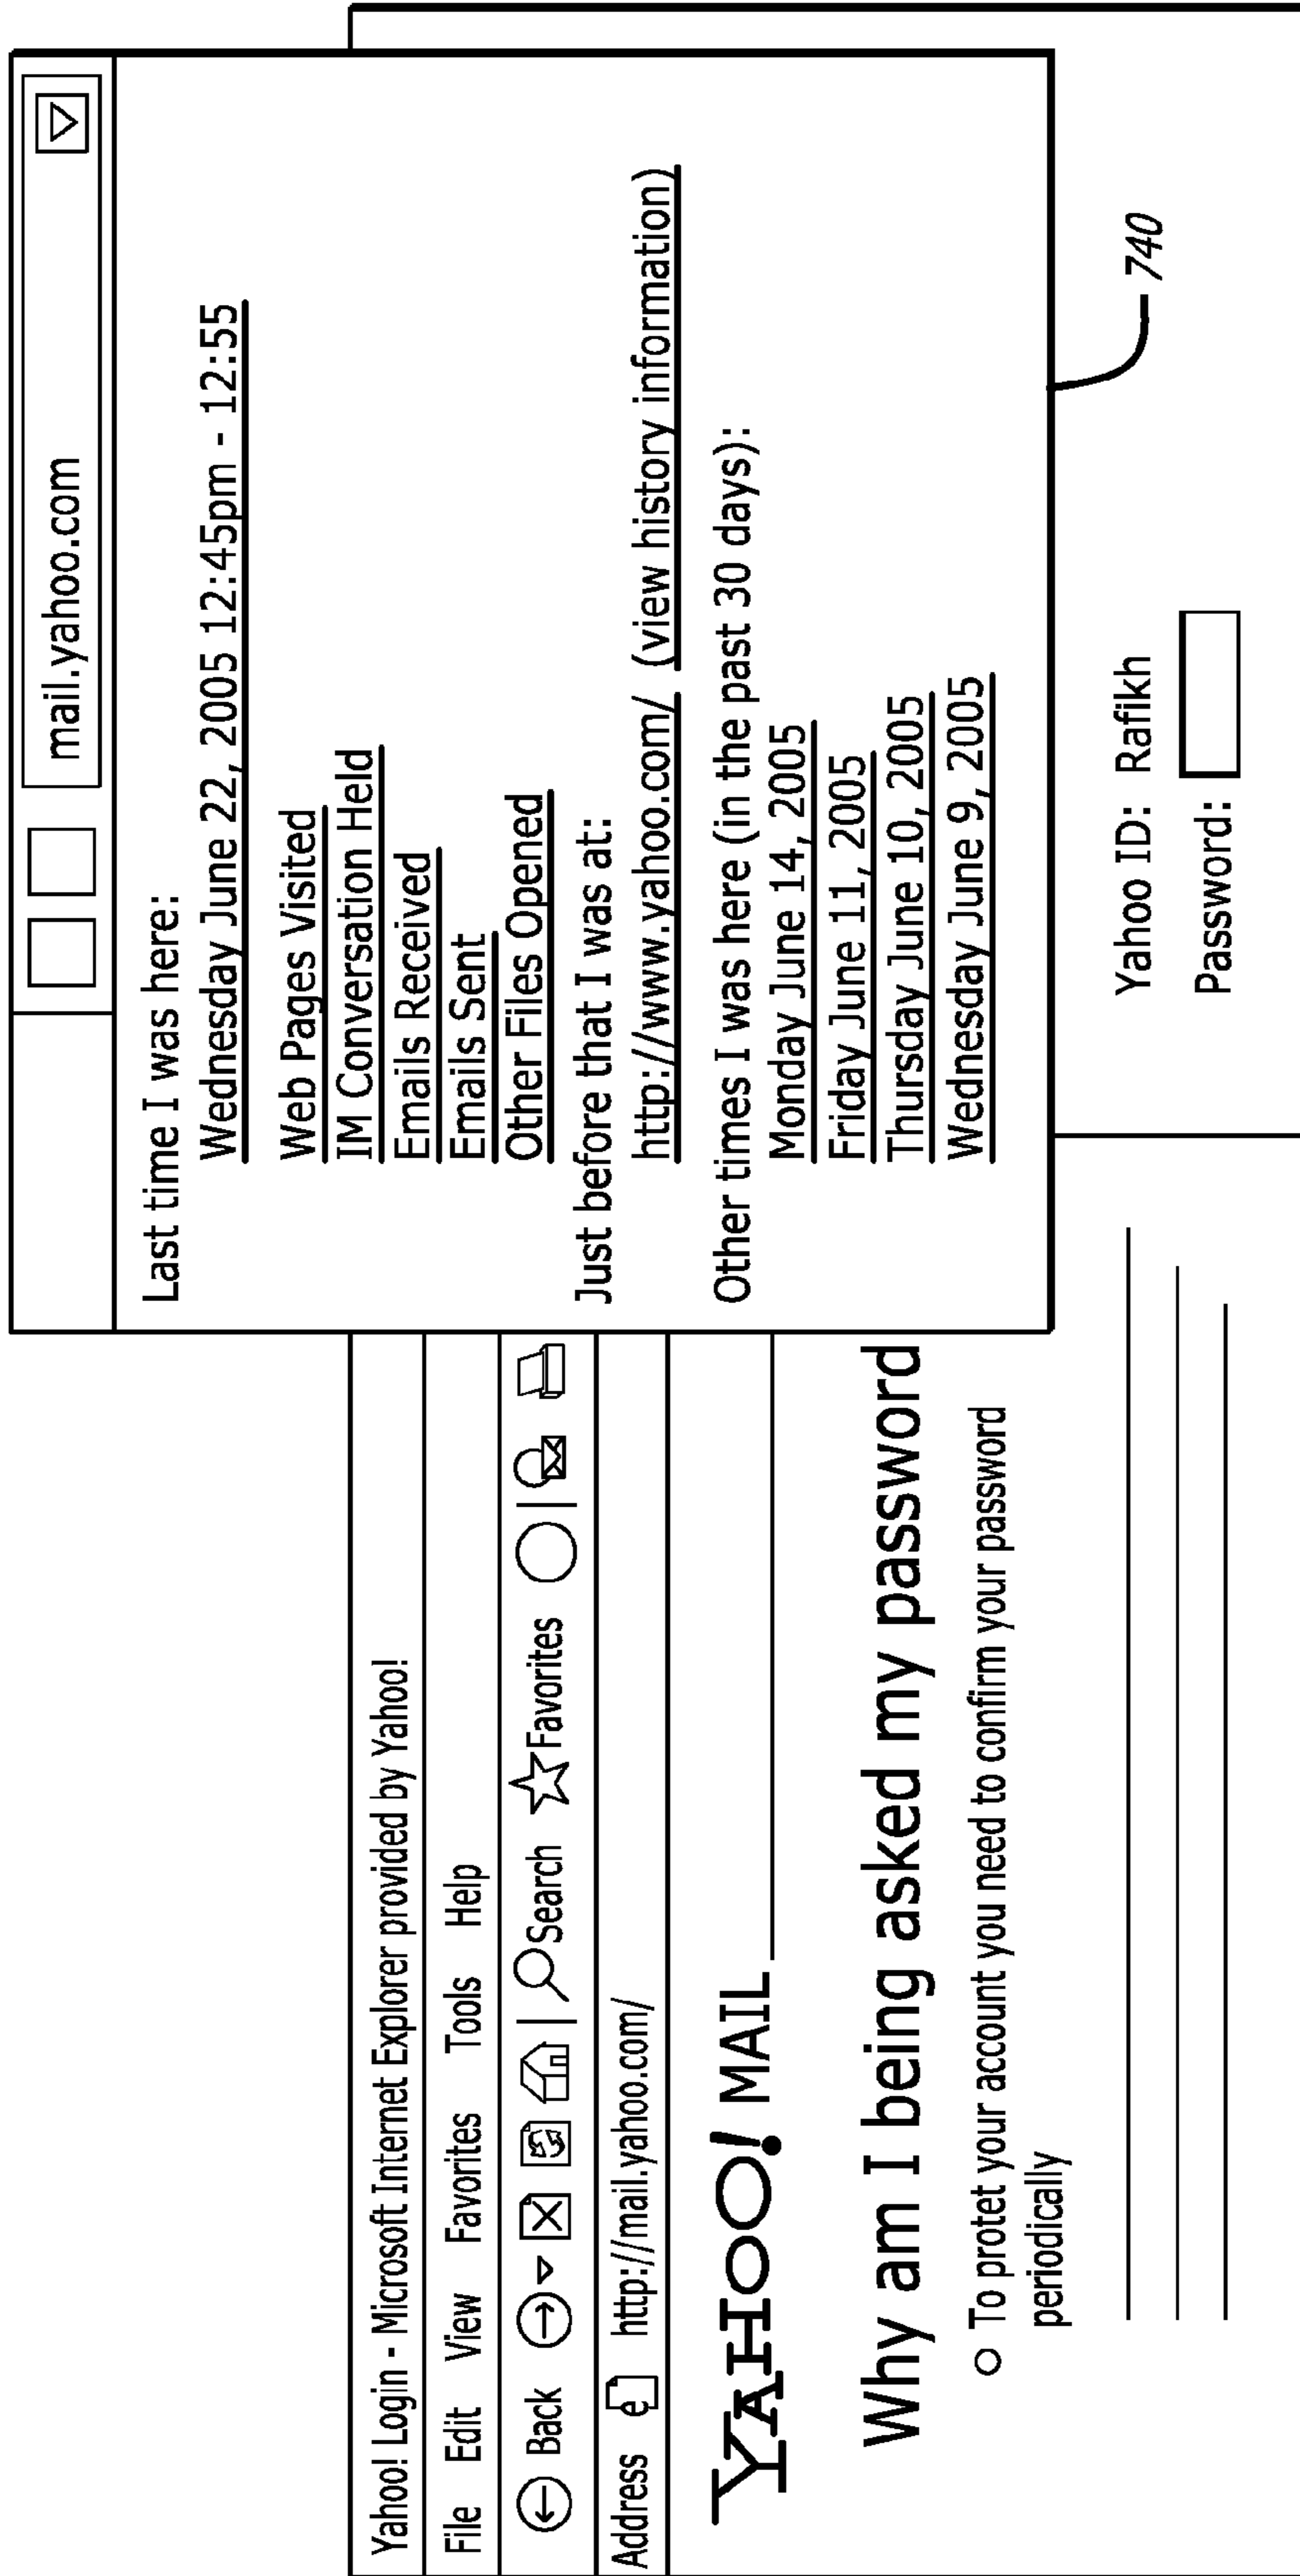 mail.yahoo.com
Last time I was here:
Wednesday June 22, 2005 12:45pm - 12:55
Web Pages Visited
IM Conversation Held
Emails Received
Emails Sent
Other Files Opened
Just before that I was at:
http://www.yahoo.com/ (view history information)
Other times I was here (in the past 30 days):
Monday June 14, 2005
Friday June 11, 2005
Thursday June 10, 2005
Wednesday June 9, 2005
740
Yahoo! Login - Microsoft Internet Explorer provided by Yahoo!
File Edit View Favorites Tools Help
Back Search Favorites
Address e http://mail.yahoo.com/
YAHOO! MAIL
Why am I being asked my password
To protet your account you need to confirm your password
periodically
Yahoo ID: Rafikh
Password: